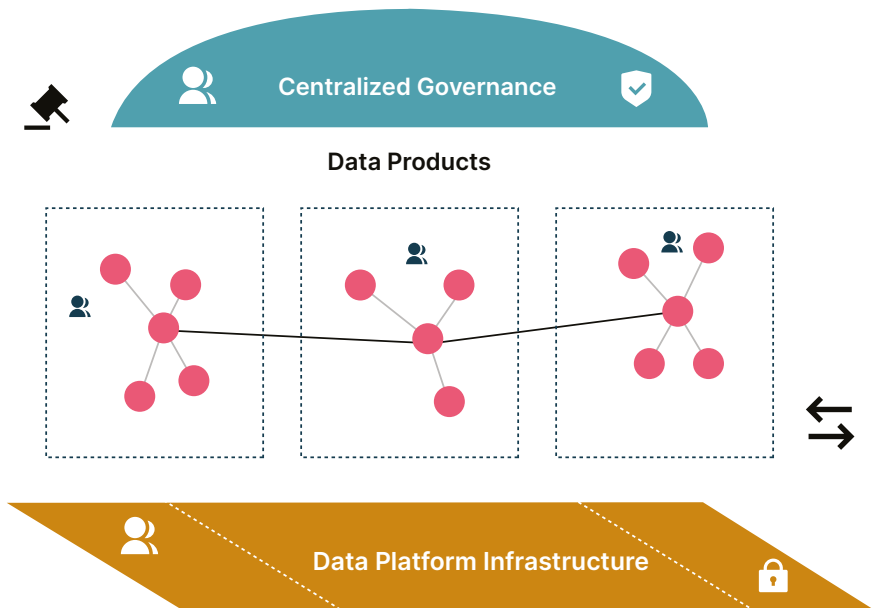 Centralized Governance
Data Products
Data Platform Infrastructure